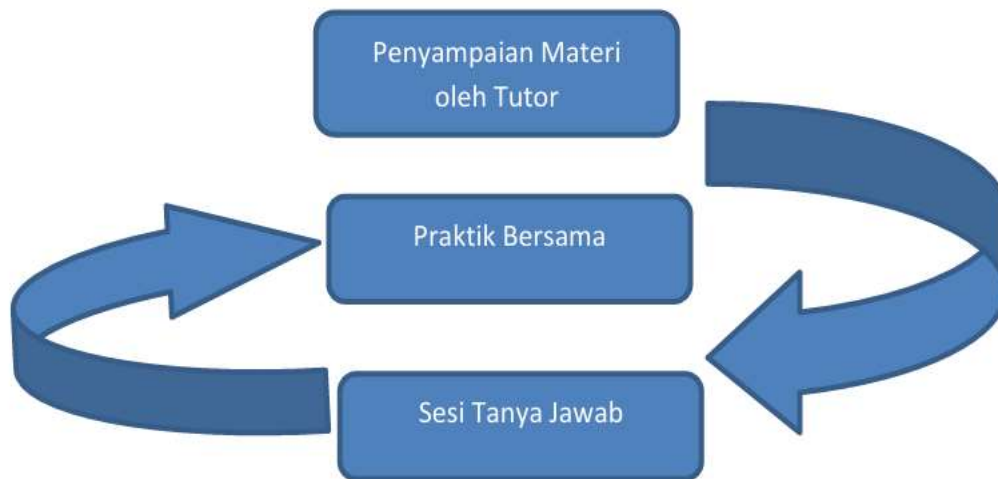 Penyampaian Materi
oleh Tutor
Praktik Bersama
Sesi Tanya Jawab